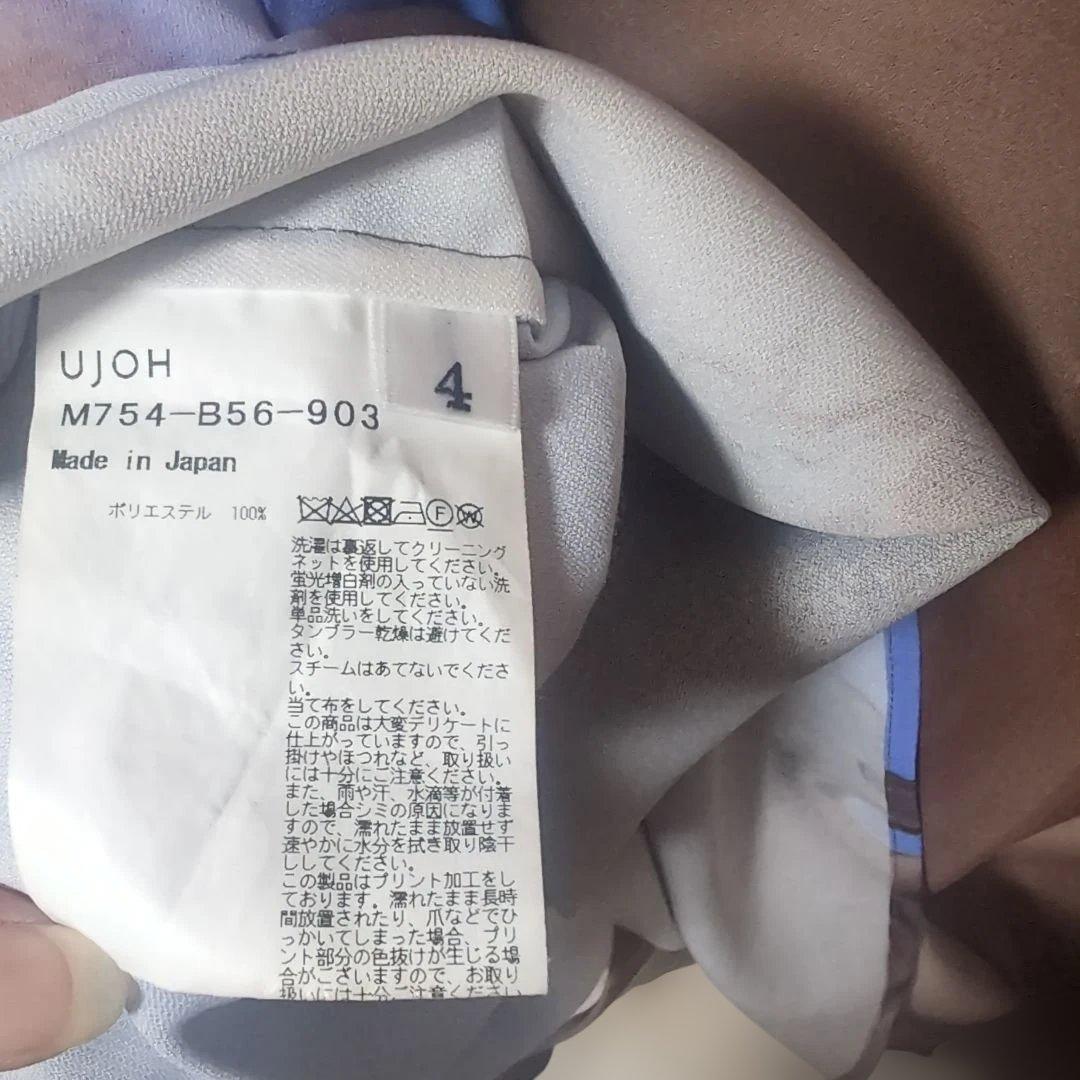 UJOH
4
M754-B56-903
Made in Japan
ポリエステル 100%
洗濯は裏返してクリーニング
ネットを使用してください。
蛍光増白剤の入っていない洗
剤を使用してください。
単品洗いをしてください。
タンブラー乾燥は避けてくだ
さい。
スチームはあてないでくださ
い。
当て布をしてください。
この商品は大変デリケートに
仕上がっていますので、引っ
掛けやほつれなど、取り扱い
には十分にご注意ください。
また、雨や汗、水滴等が付着
した場合シミの原因になりま
すので、濡れたまま放置せず
速やかに水分を拭き取り陰干
ししてください。
この製品はプリント加工をし
ております。濡れたまま長時
間放置されたり、爪などでひ
っかいてしまった場合、プリ
ント部分の色抜けが生じる場
合がございますので、お取り
扱いには十分ご注意ください